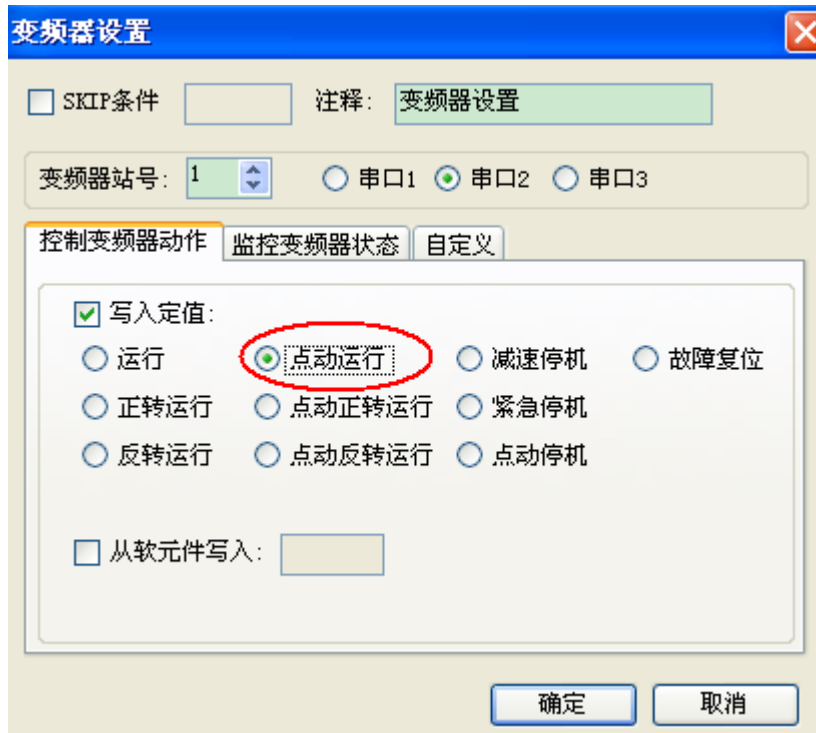 变频器设置
SKIP条件 注释: 变频器设置
变频器站号: 1 串口1 串口2 串口3
控制变频器动作 监控变频器状态 自定义
写入定值:
运行 点动运行 减速停机 故障复位
正转运行 点动正转运行 紧急停机
反转运行 点动反转运行 点动停机
从软元件写入:
确定 取消